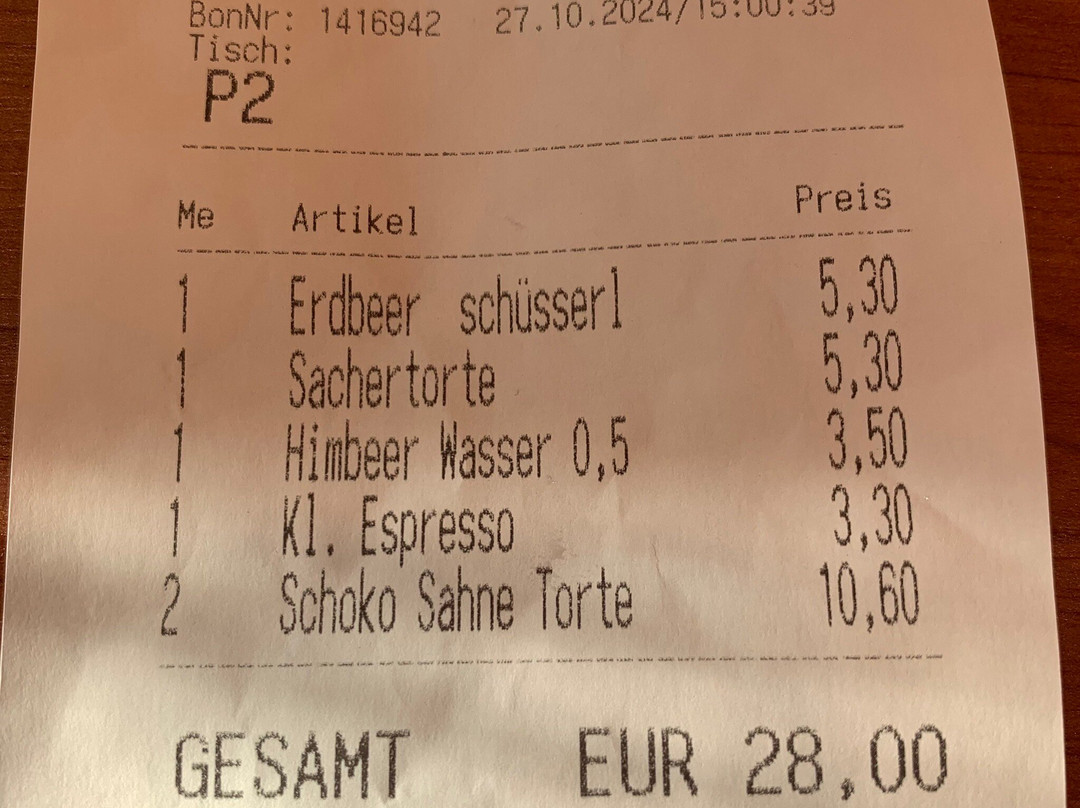 BonNr: 1416942 27.10.2024/15:00:39
Tisch:
P2
Me Artikel Preis
1 Erdbeer schüsserl 5,30
1 Sachertorte 5,30
1 Himbeer Wasser 0,5 3,50
1 Kl. Espresso 3,30
2 Schoko Sahne Torte 10,60
GESAMT EUR 28,00